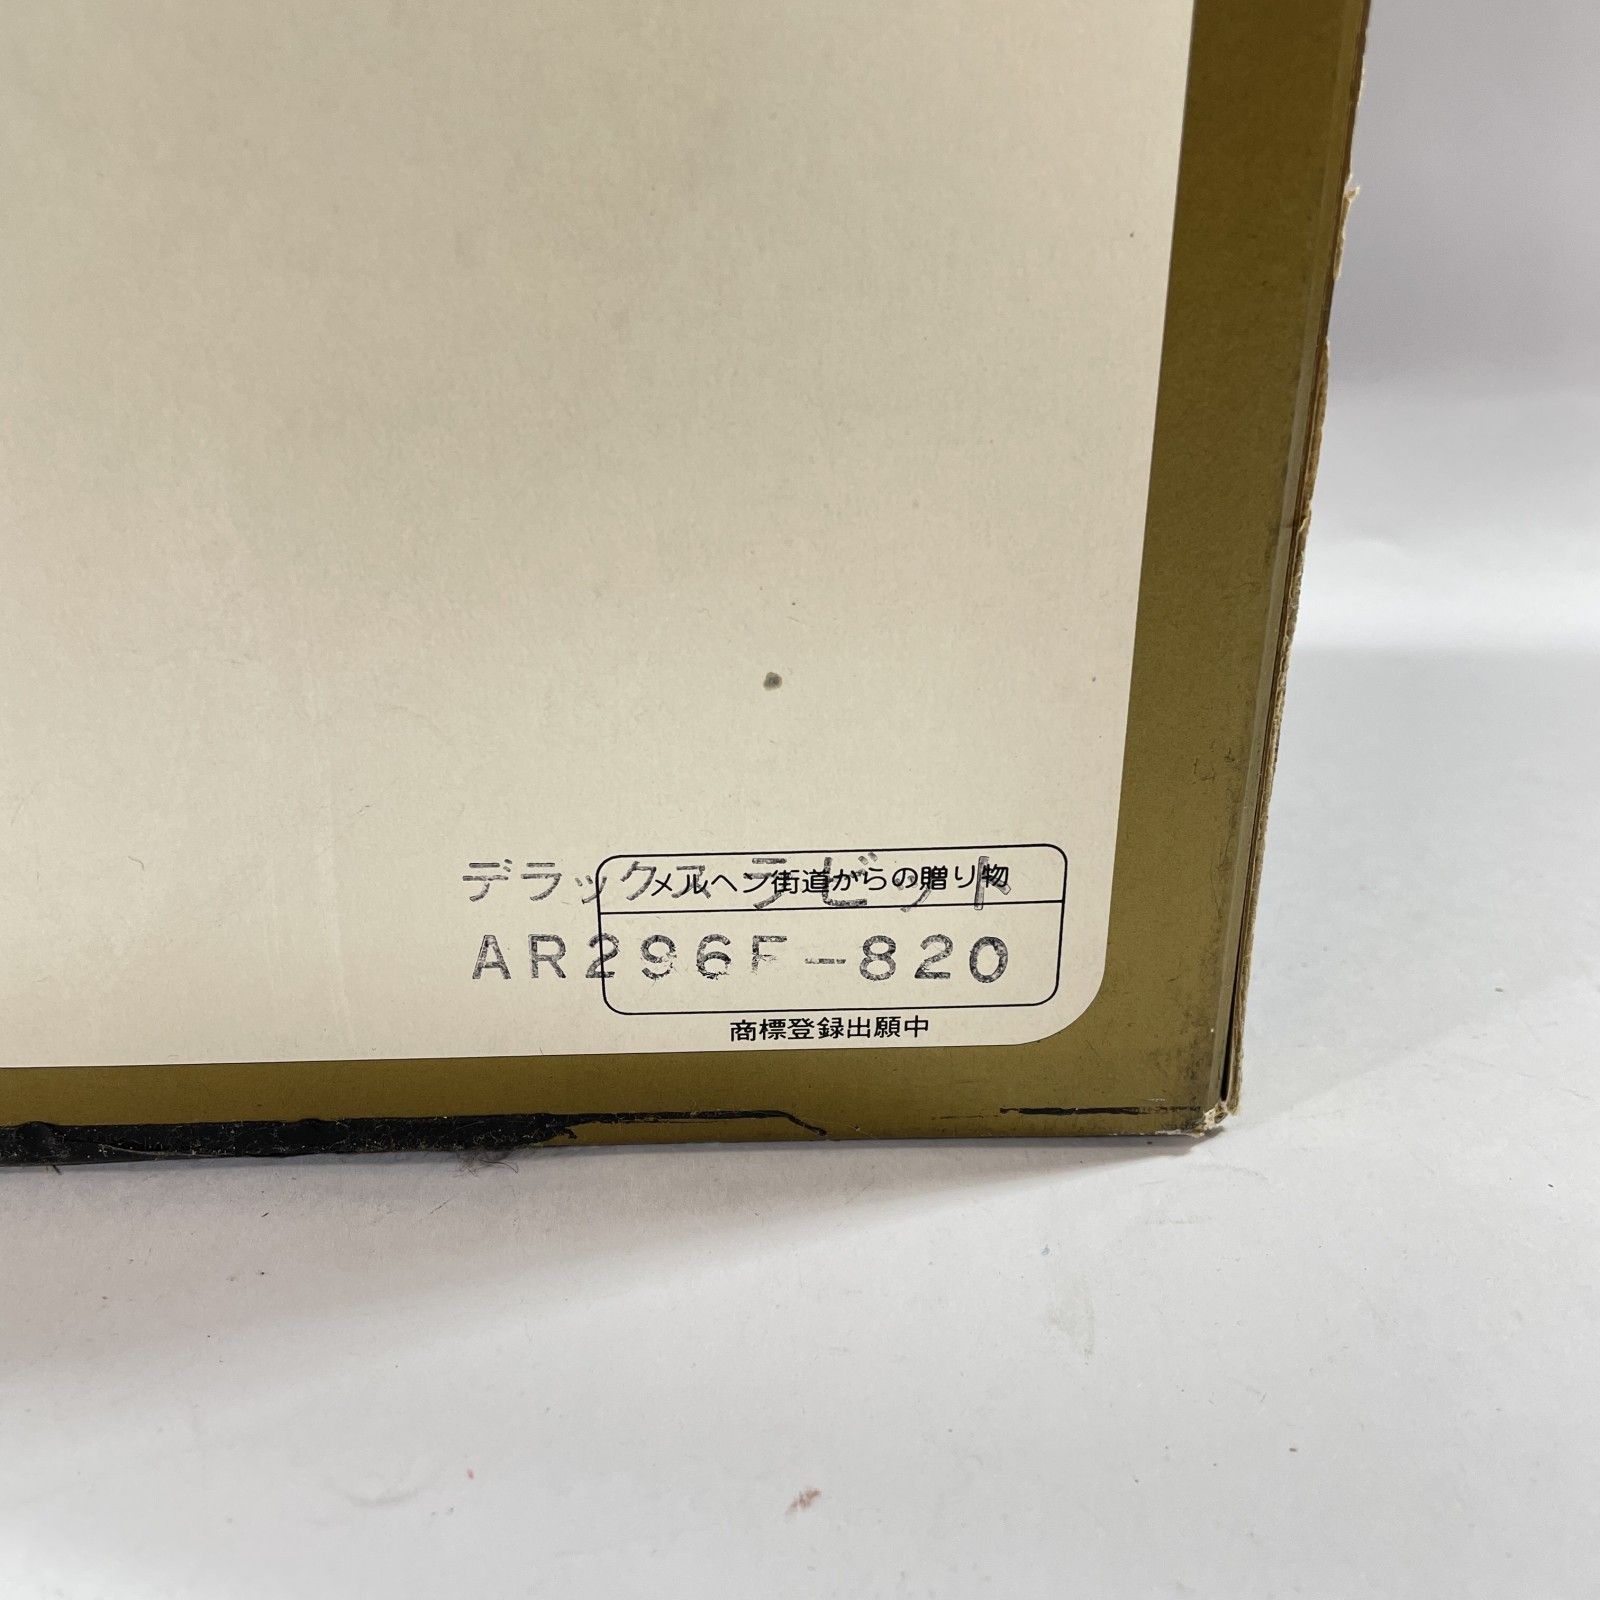 デラックスラビット
メルヘン街道からの贈り物
AR296F-820
商標登録出願中